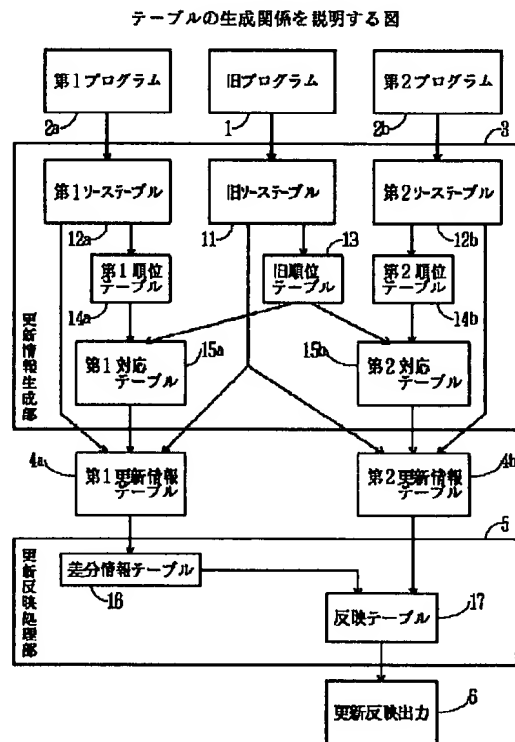 テーブルの生成関係を説明する図
第1プログラム
旧プログラム
第2プログラム
2a
1
2b
3
第1ソーステーブル
旧ソーステーブル
第2ソーステーブル
12a
11
13
12b
第1順位
テーブル
旧順位
テーブル
第2順位
テーブル
14a
14b
第1対応
テーブル
15a
15b
第2対応
テーブル
更新情報生成部
4a
第1更新情報
テーブル
第2更新情報
テーブル
4b
5
更新反映処理部
差分情報テーブル
16
反映テーブル
17
更新反映出力
6